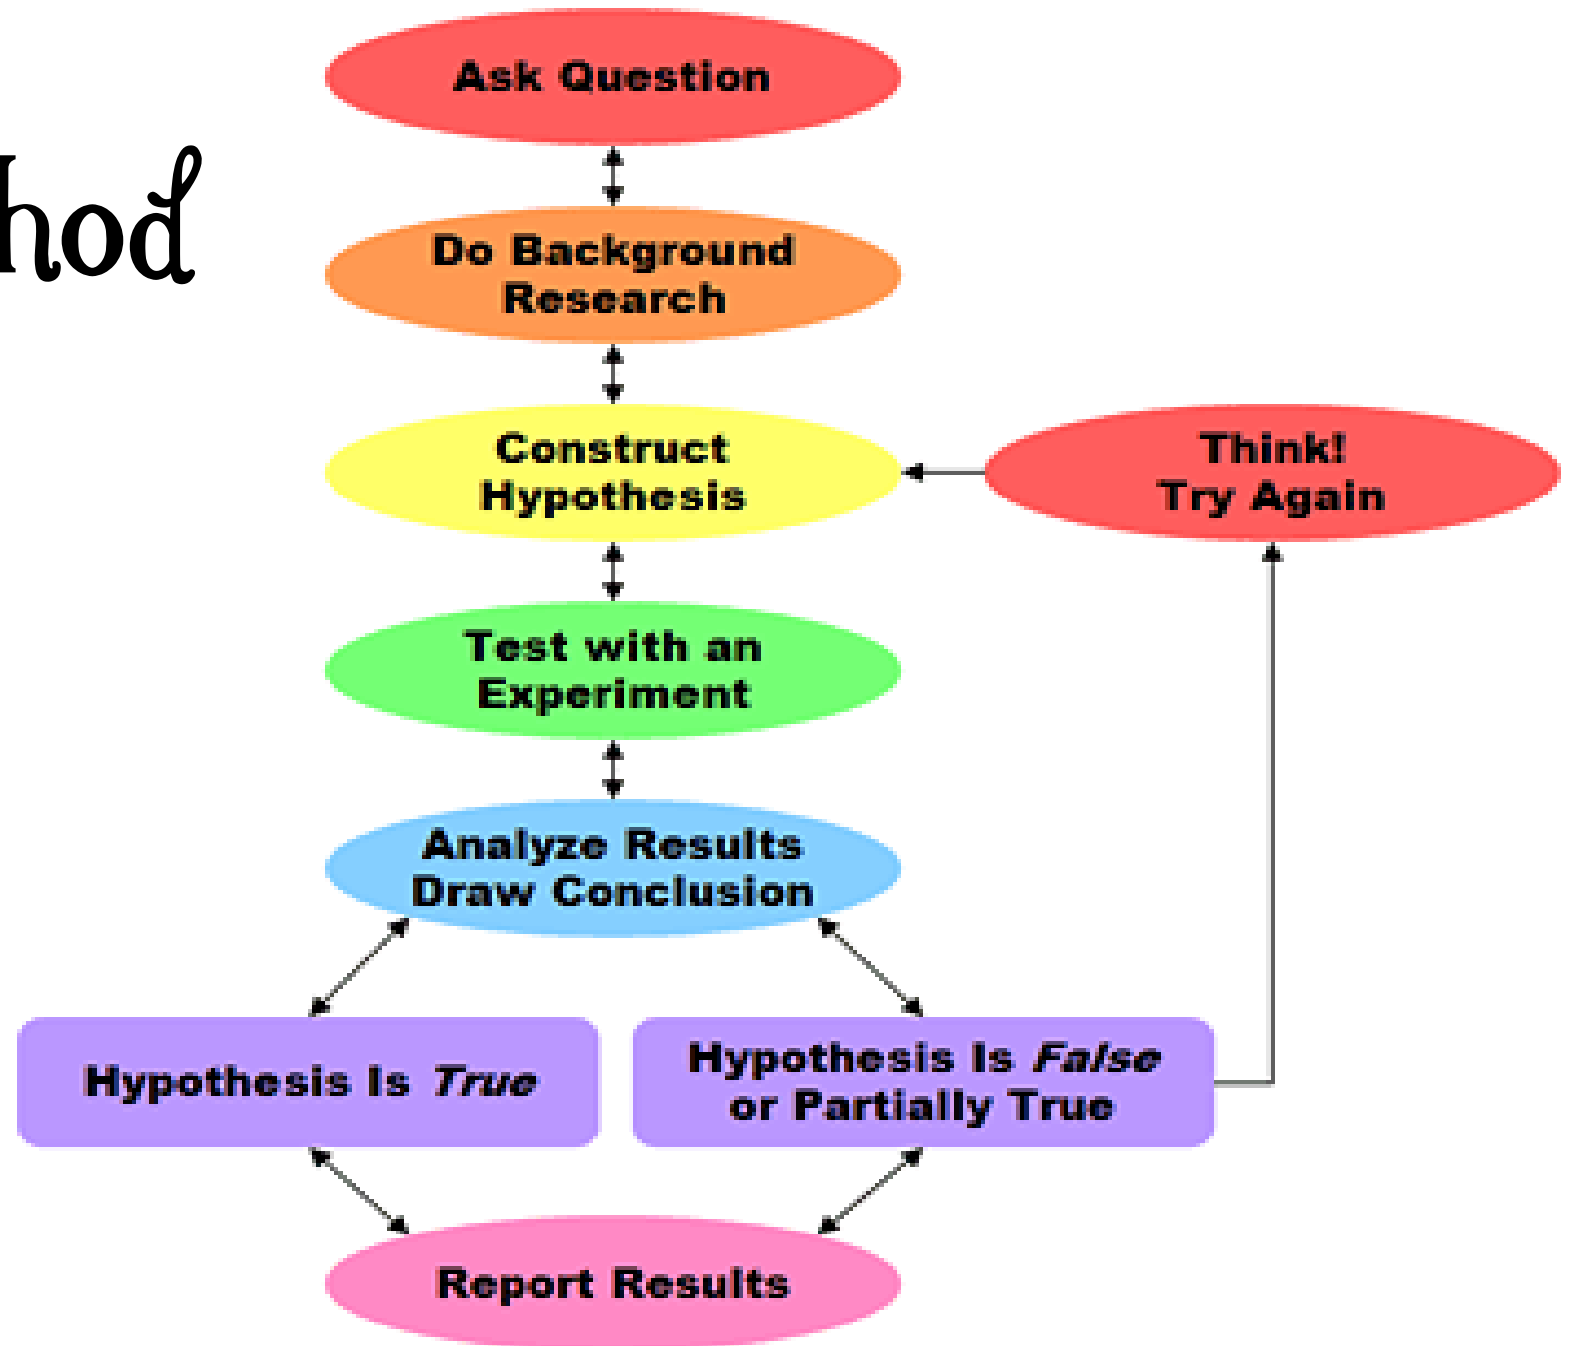 Ask Question
hod
Do Background
Research
Construct
Hypothesis
Think!
Try Again
Test with an
Experiment
Analyze Results
Draw Conclusion
Hypothesis Is True
Hypothesis Is False
or Partially True
Report Results